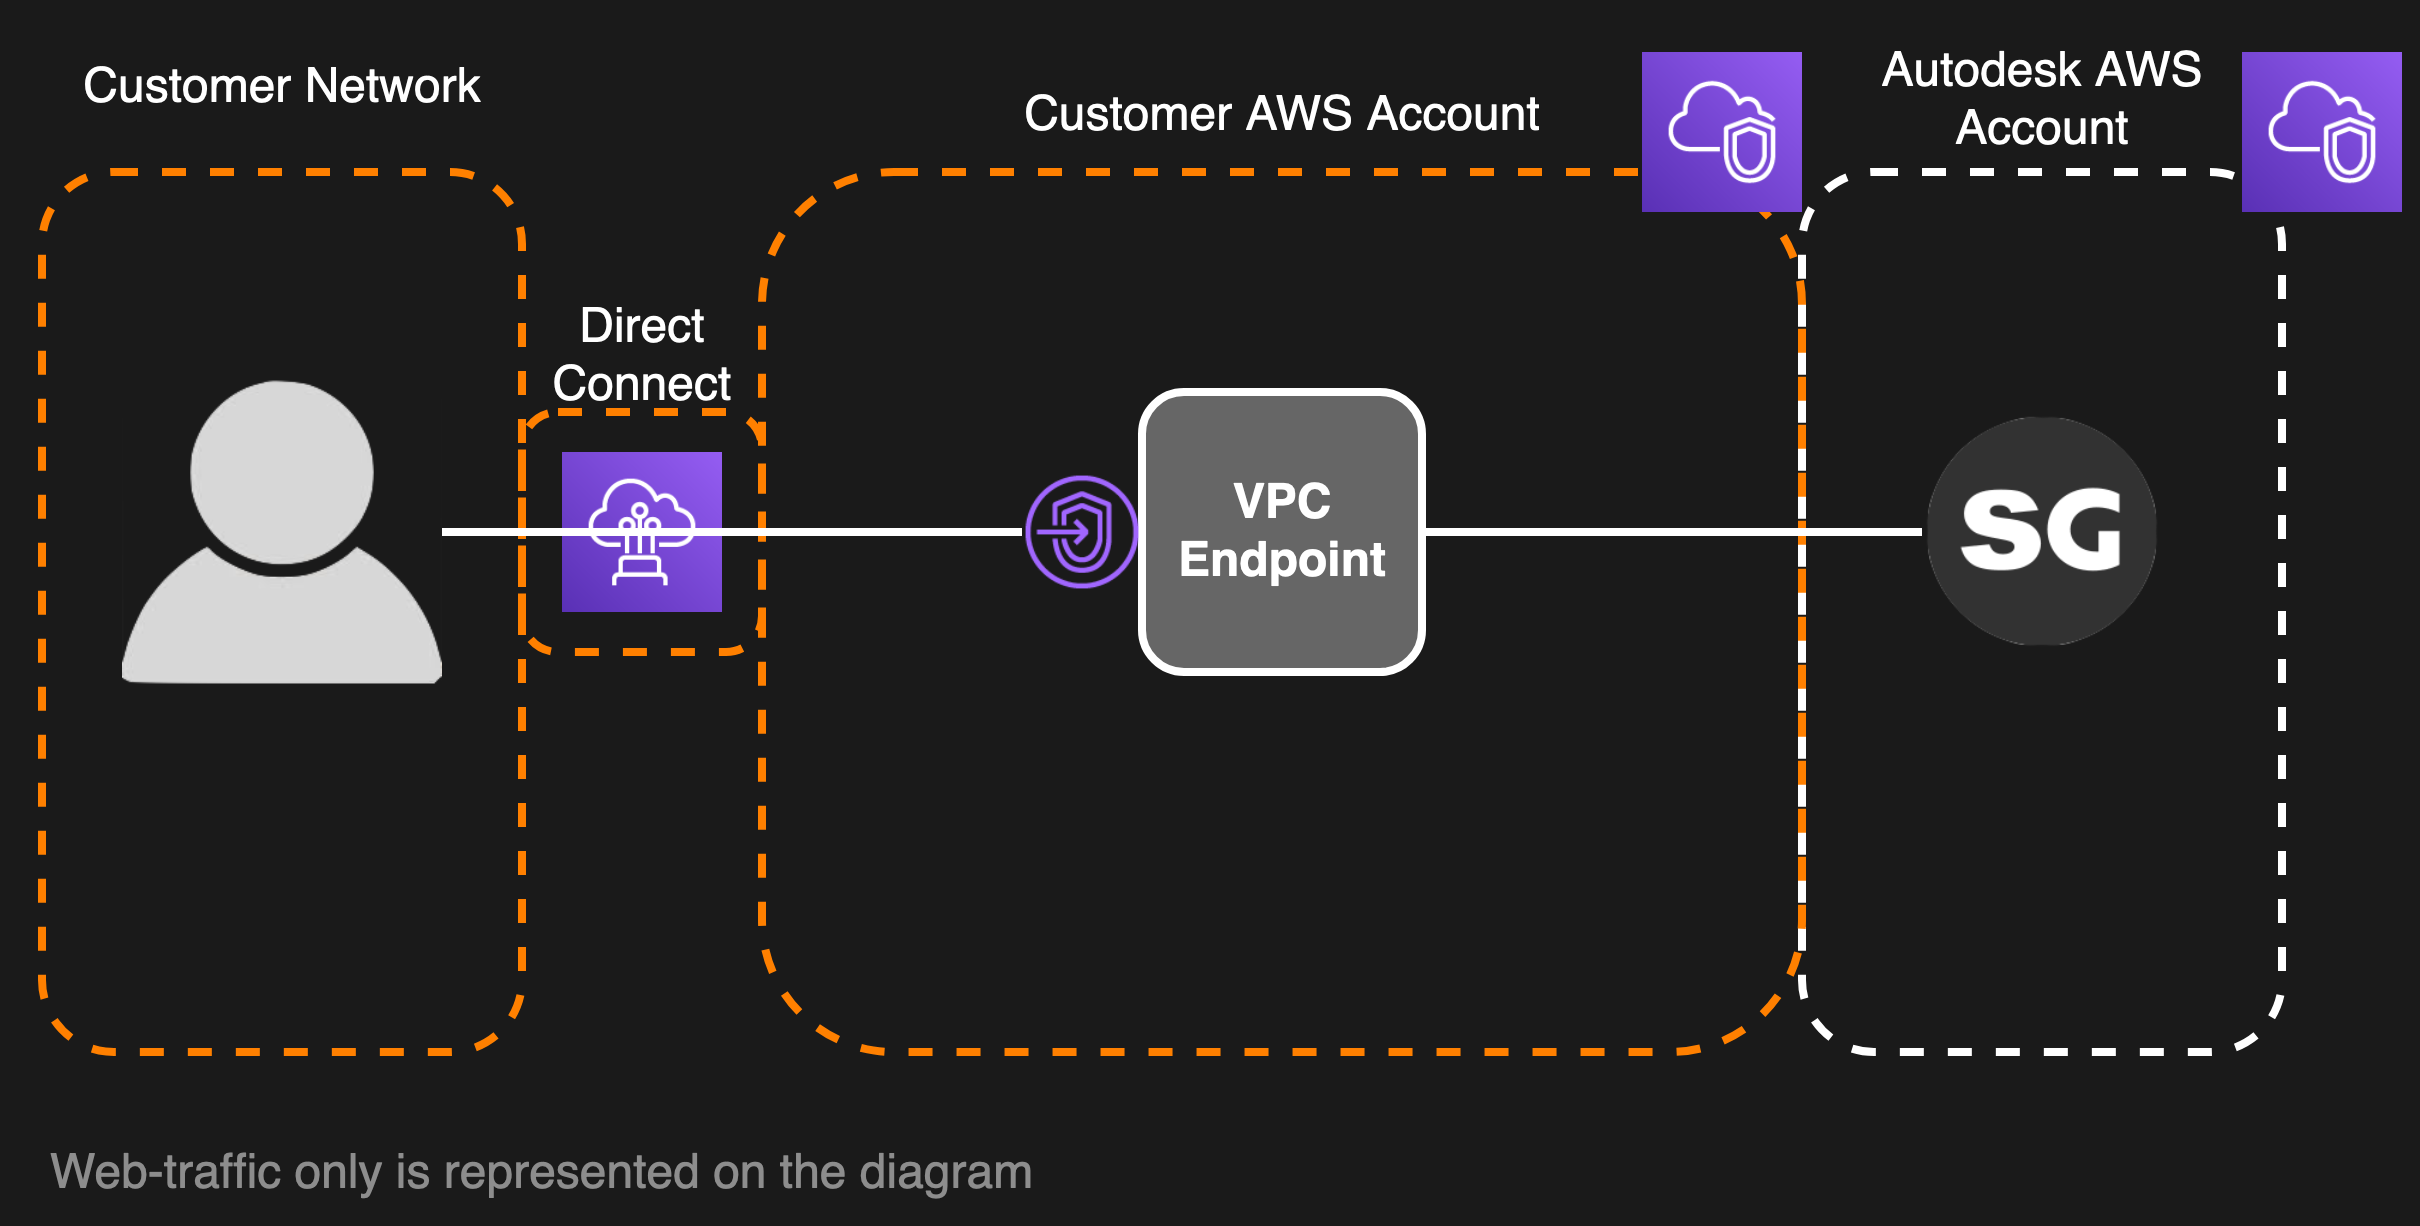 Customer Network
Customer AWS Account
Autodesk AWS
Account
Direct
Connect
VPC
Endpoint
SG
Web-traffic only is represented on the diagram